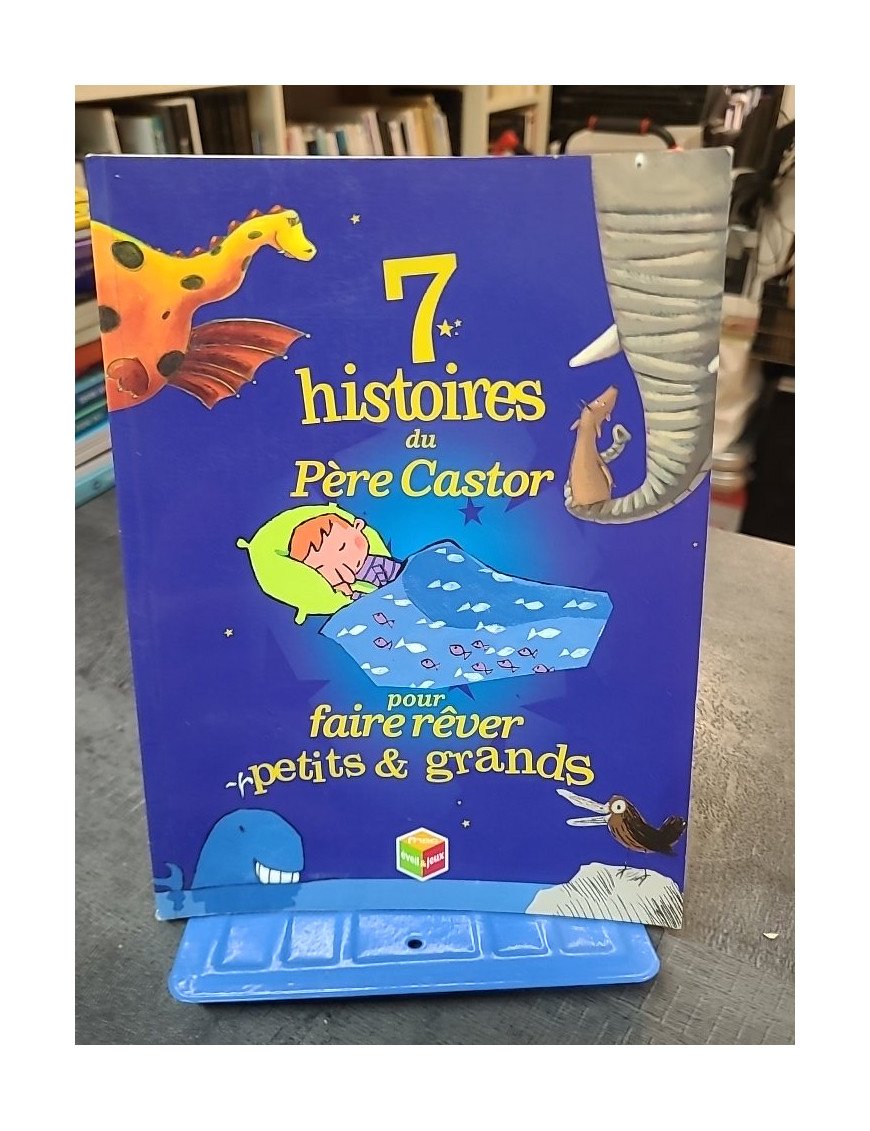 7
histoires
du
Père Castor
pour
faire rêver
petits & grands
éveil & jeux